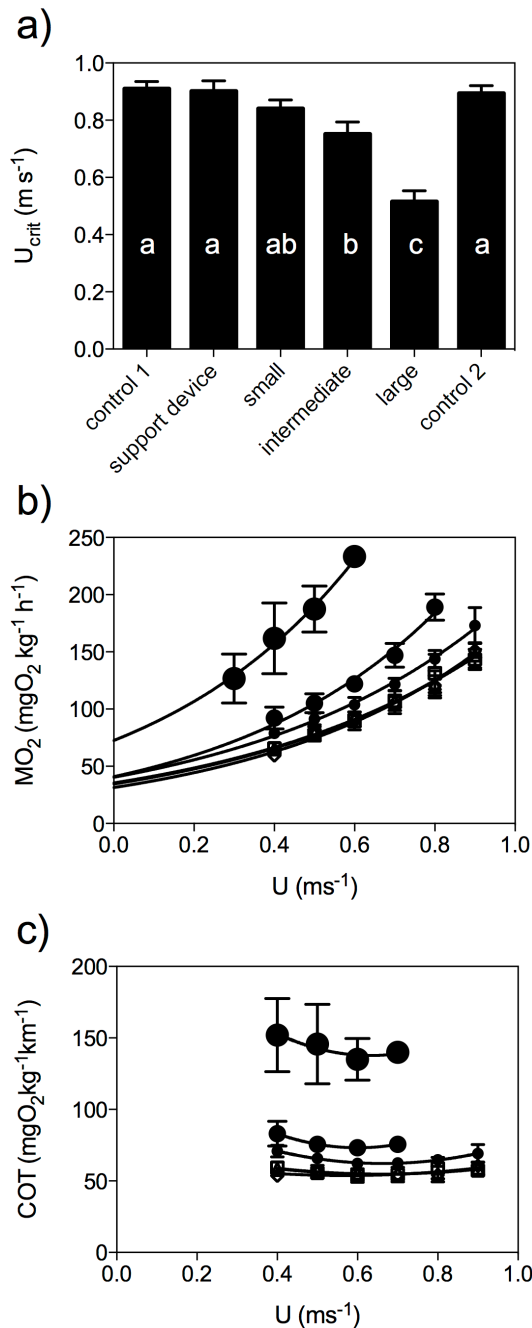 a)
U_crit (m s⁻¹)
1.0
0.8
0.6
0.4
0.2
0.0
a
a
ab
b
c
a
control 1
support device
small
intermediate
large
control 2
b)
MO₂ (mgO₂ kg⁻¹ h⁻¹)
250
200
150
100
50
0
0.0 0.2 0.4 0.6 0.8 1.0
U (ms⁻¹)
c)
COT (mgO₂kg⁻¹km⁻¹)
200
150
100
50
0
0.0 0.2 0.4 0.6 0.8 1.0
U (ms⁻¹)